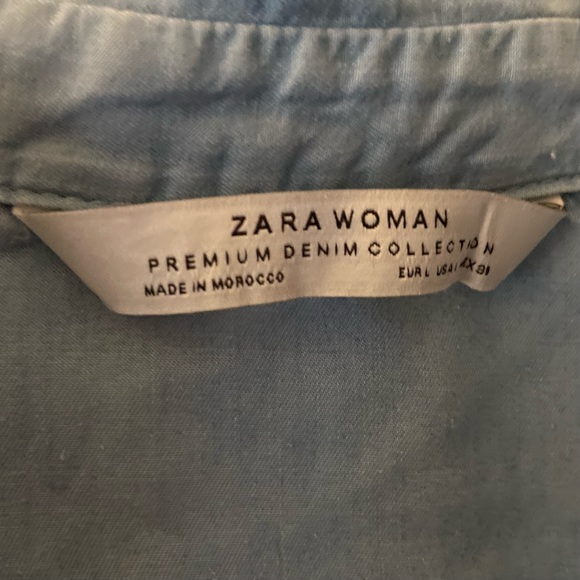 ZARA WOMAN
PREMIUM DENIM COLLECTION
MADE IN MOROCCO
EUR L USA